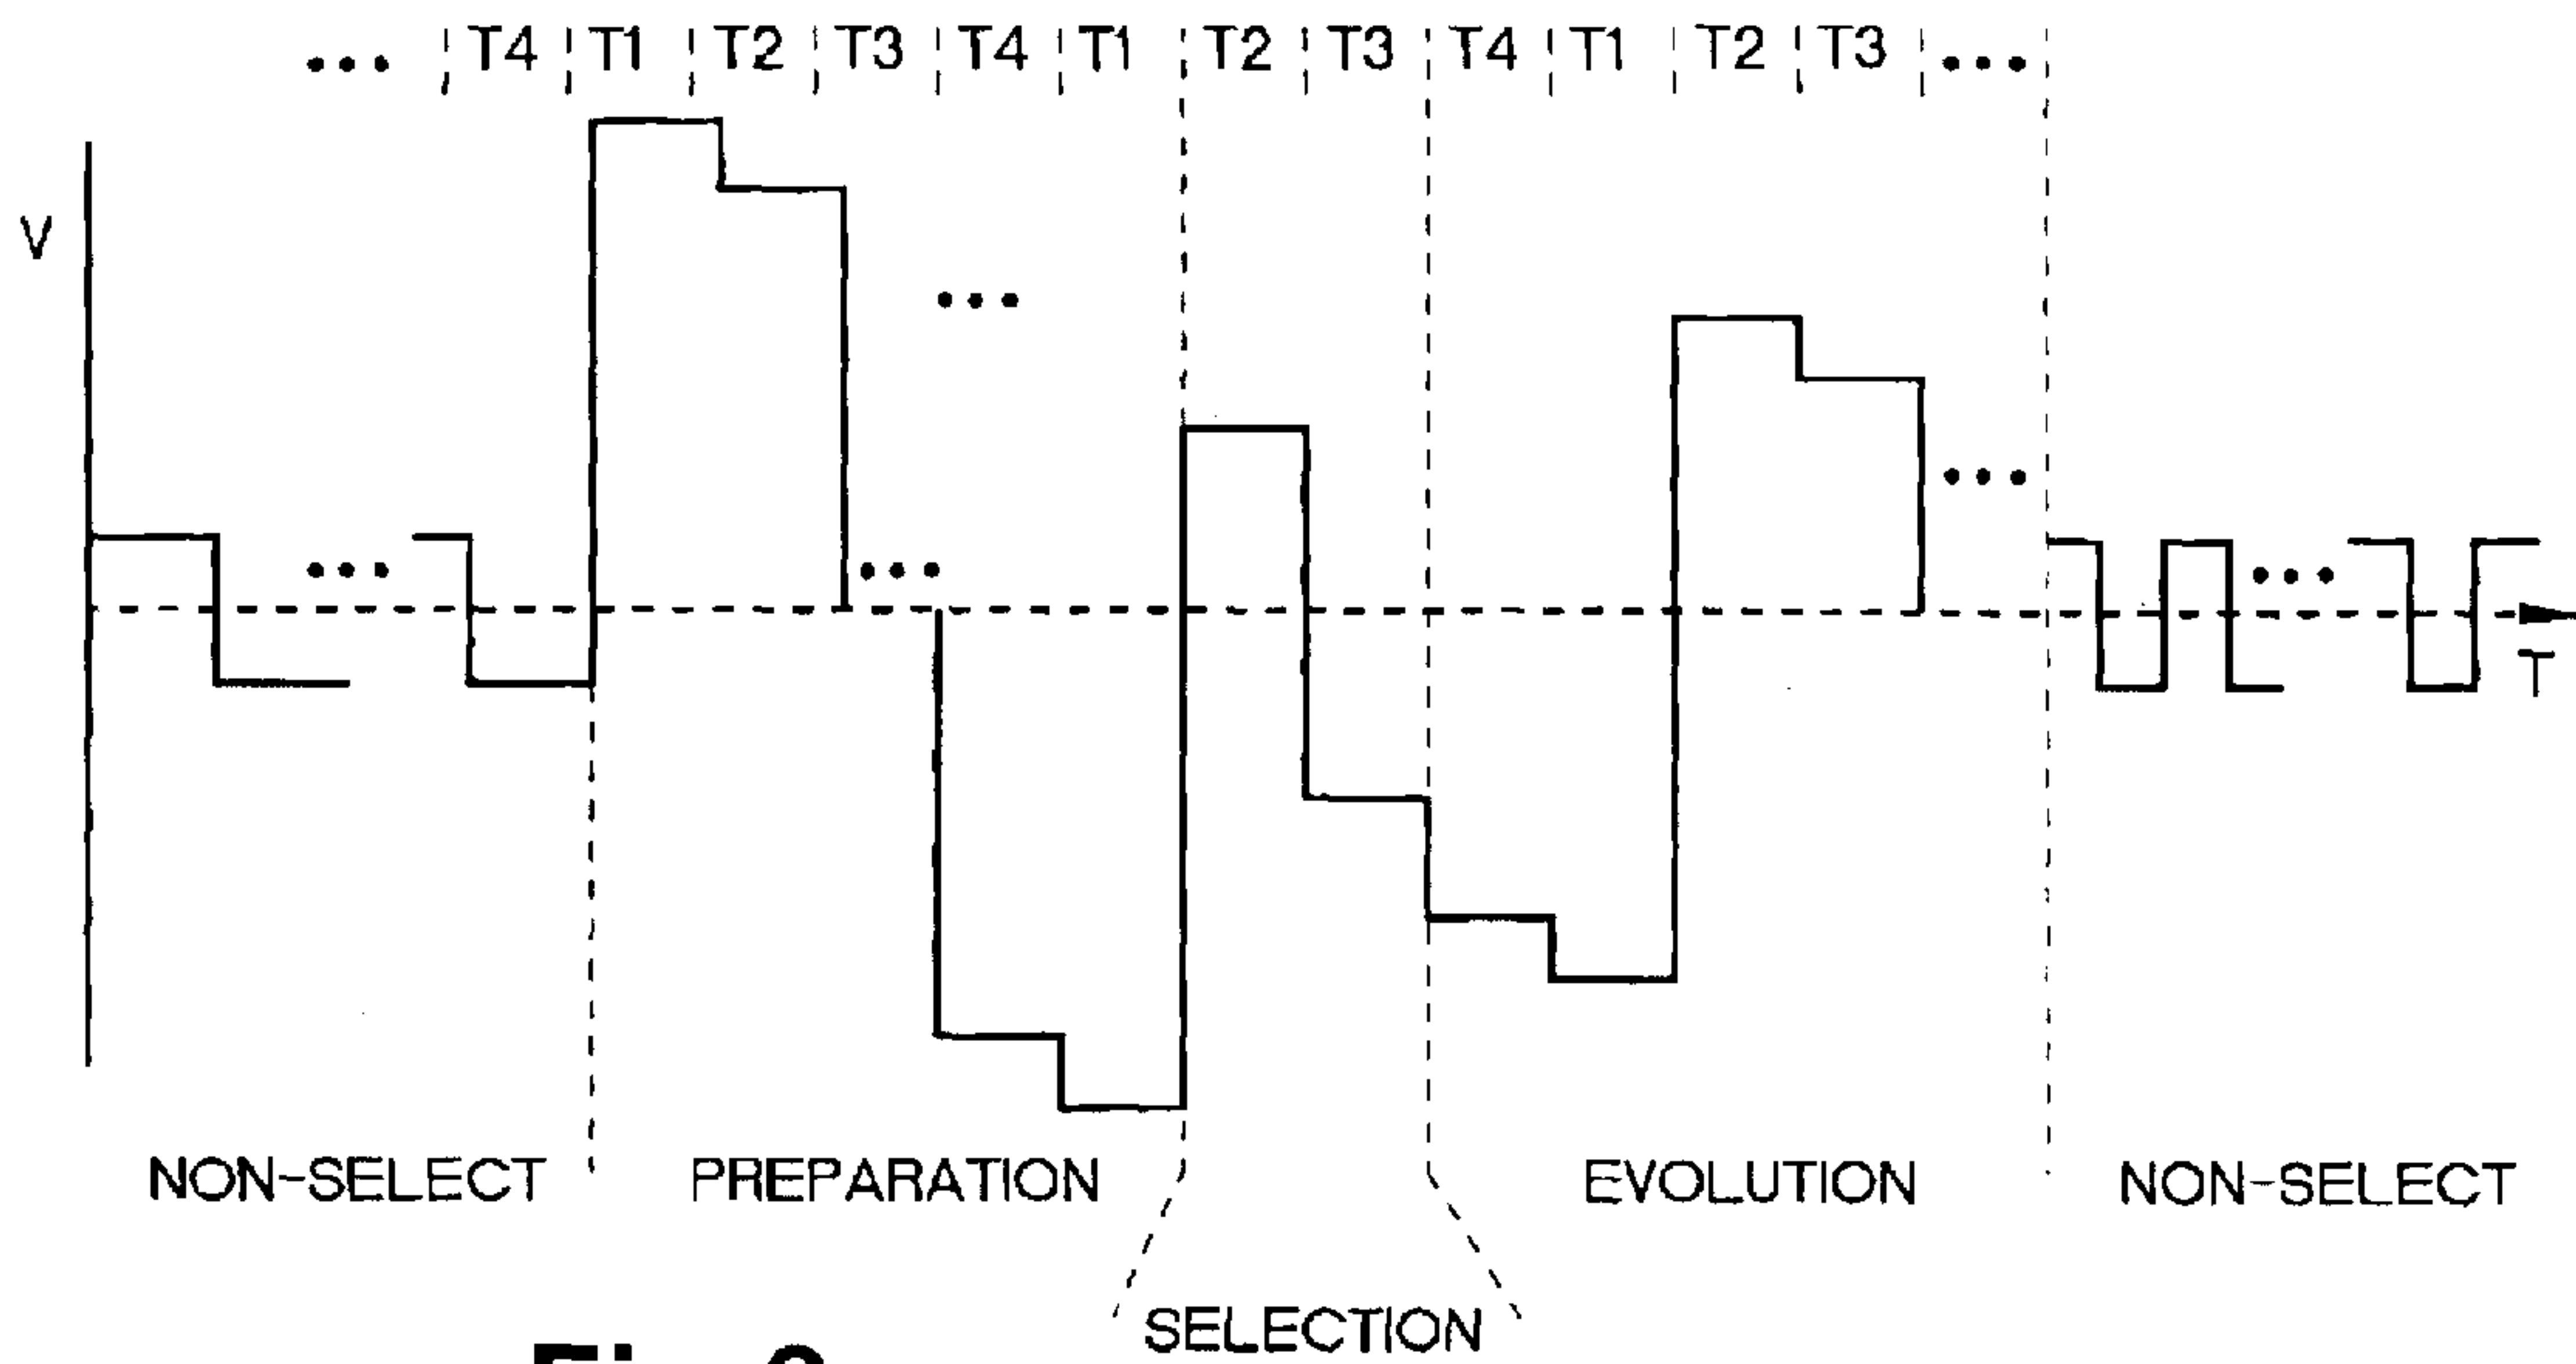 ... T4 T1 T2 T3 T4 T1 T2 T3 T4 T1 T2 T3 ...
V
...
...
... ... ...
T
NON-SELECT PREPARATION EVOLUTION NON-SELECT
SELECTION